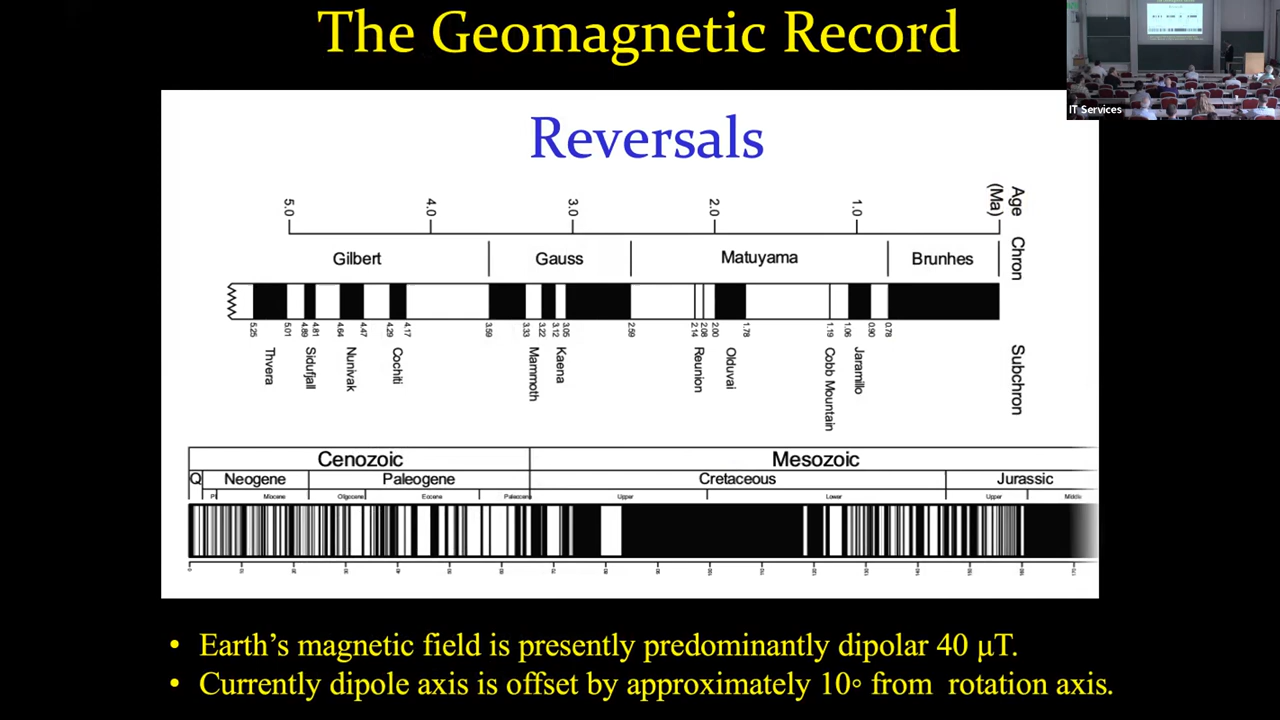 The Geomagnetic Record
IT Services
Reversals
5.0 4.0 3.0 2.0 1.0 Age (Ma)
Gilbert Gauss Matuyama Brunhes Chron
5.25 5.01 4.89 4.81 4.64 4.47 4.29 4.17 3.59 3.33 3.22 3.12 3.05 2.59 2.14 2.08 2.00 1.78 1.19 1.06 0.90 0.78
Thvera Sidufjall Nunivak Cochiti Mammoth Kaena Reunion Olduvai Cobb Mountain Jaramillo Subchron
Cenozoic Mesozoic
Q Neogene Paleogene Cretaceous Jurassic
Pl Miocene Oligocene Eocene Paleocene Upper Lower Upper Middle
• Earth's magnetic field is presently predominantly dipolar 40 μT.
• Currently dipole axis is offset by approximately 10∘ from rotation axis.